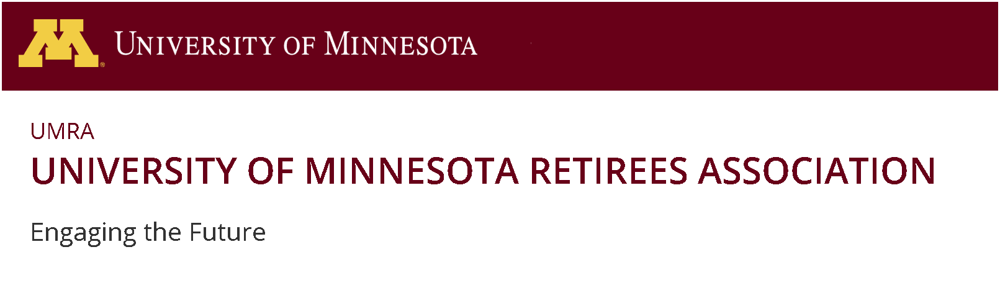 M®
UNIVERSITY OF MINNESOTA
UMRA
UNIVERSITY OF MINNESOTA RETIREES ASSOCIATION
Engaging the Future